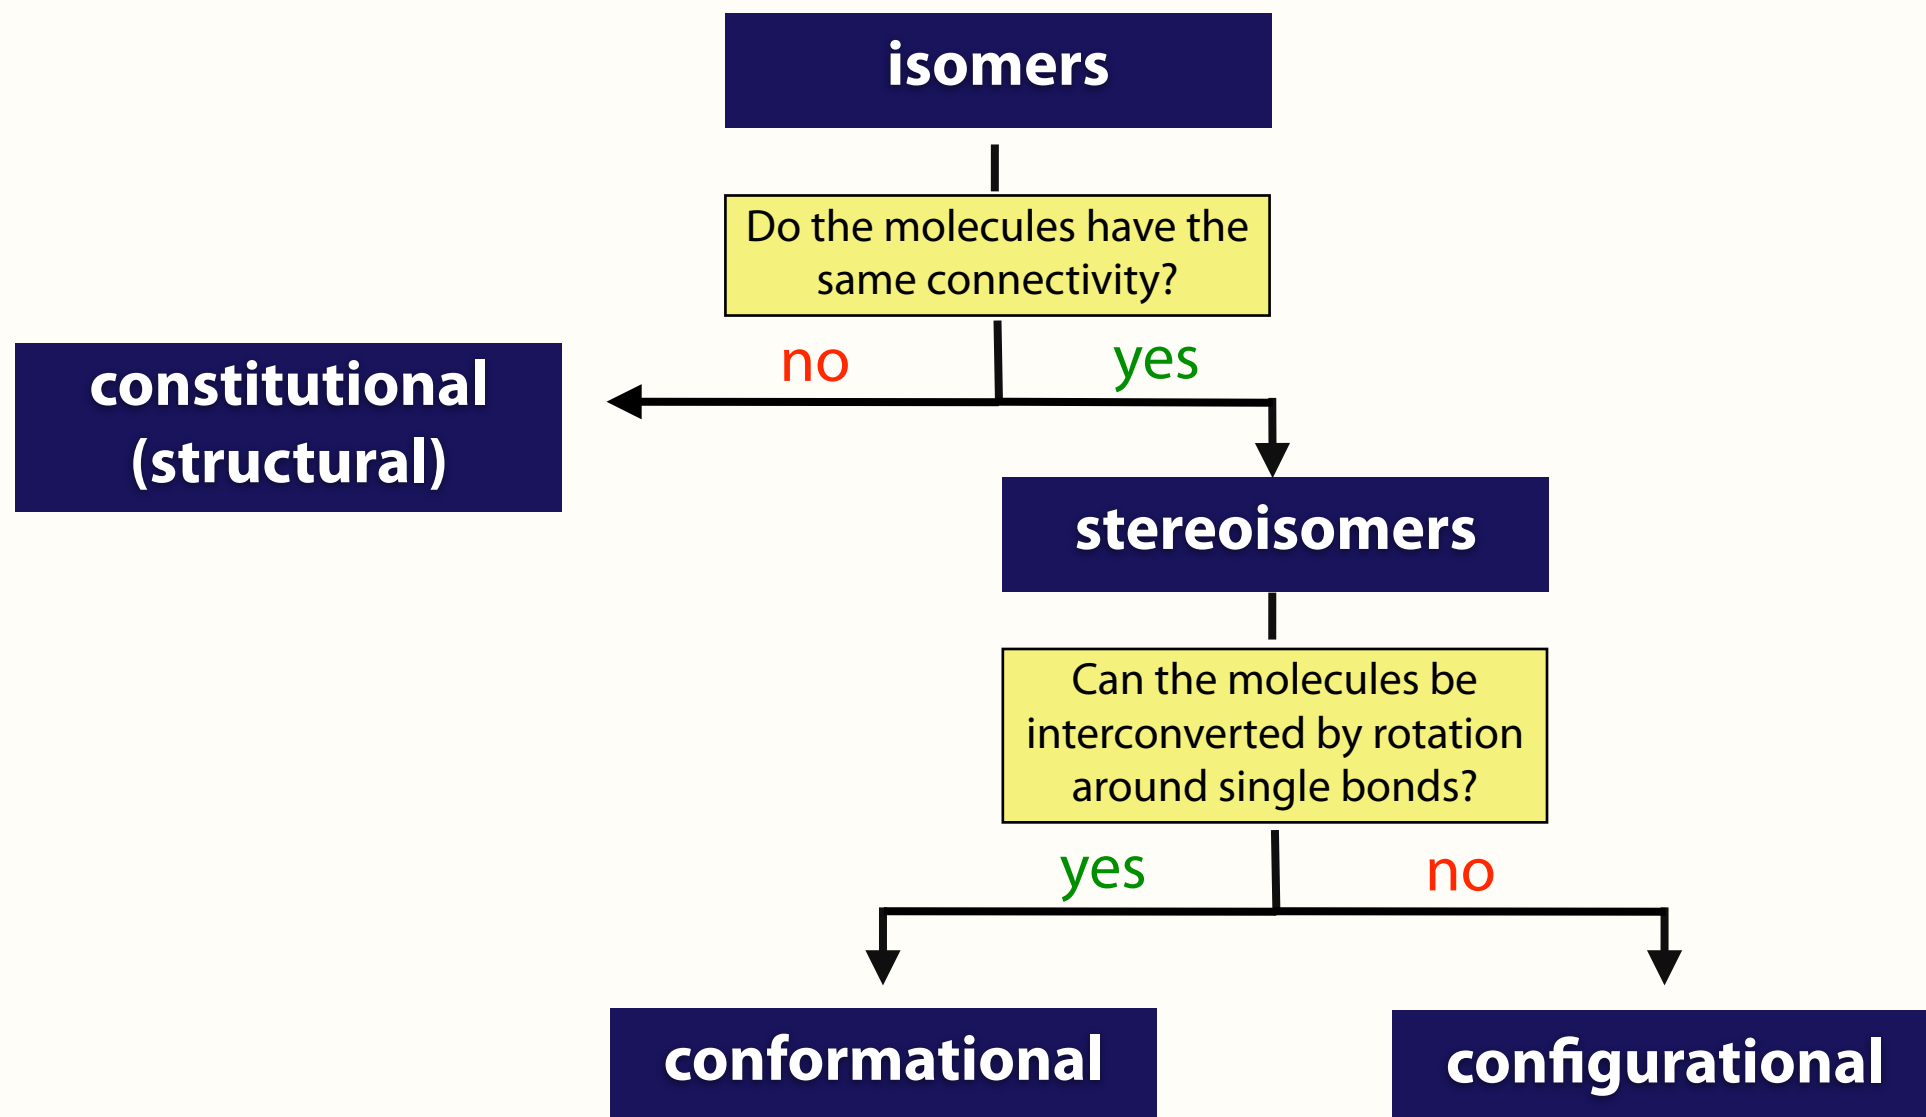 isomers
Do the molecules have the
same connectivity?
no
yes
constitutional
(structural)
stereoisomers
Can the molecules be
interconverted by rotation
around single bonds?
yes
no
conformational
configurational